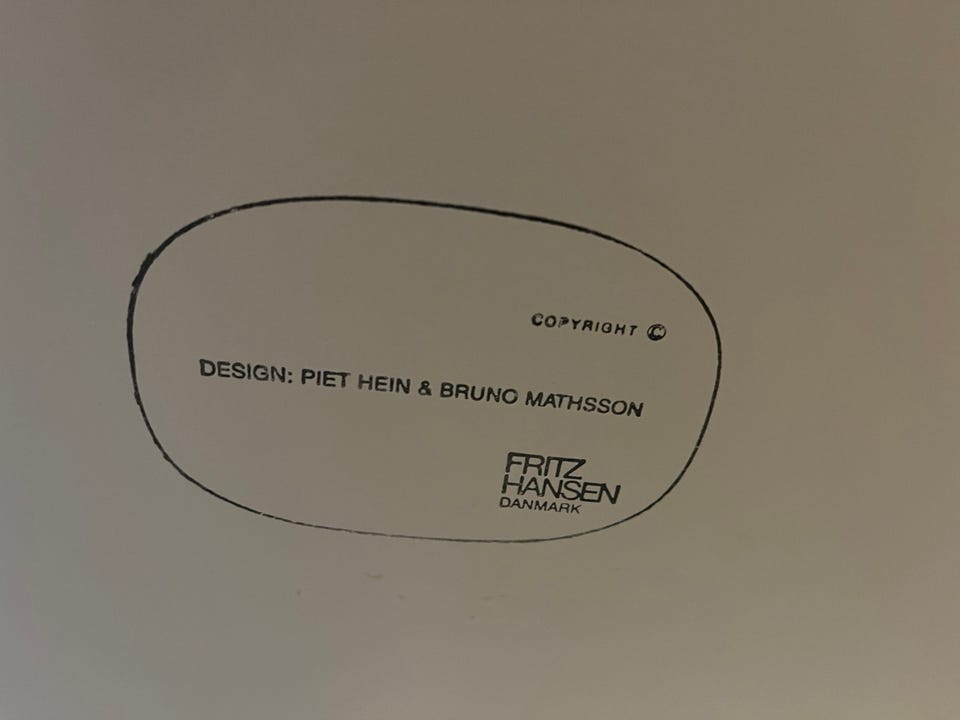 COPYRIGHT ©
DESIGN: PIET HEIN & BRUNO MATHSSON
FRITZ
HANSEN
DANMARK